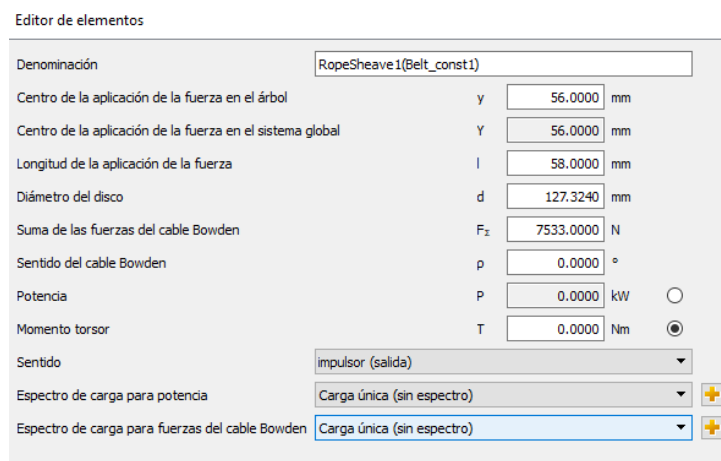 Editor de elementos
Denominación RopeSheave1(Belt_const1)
Centro de la aplicación de la fuerza en el árbol y 56.0000 mm
Centro de la aplicación de la fuerza en el sistema global Y 56.0000 mm
Longitud de la aplicación de la fuerza l 58.0000 mm
Diámetro del disco d 127.3240 mm
Suma de las fuerzas del cable Bowden FΣ 7533.0000 N
Sentido del cable Bowden ρ 0.0000 °
Potencia P 0.0000 kW
Momento torsor T 0.0000 Nm
Sentido impulsor (salida)
Espectro de carga para potencia Carga única (sin espectro)
Espectro de carga para fuerzas del cable Bowden Carga única (sin espectro)